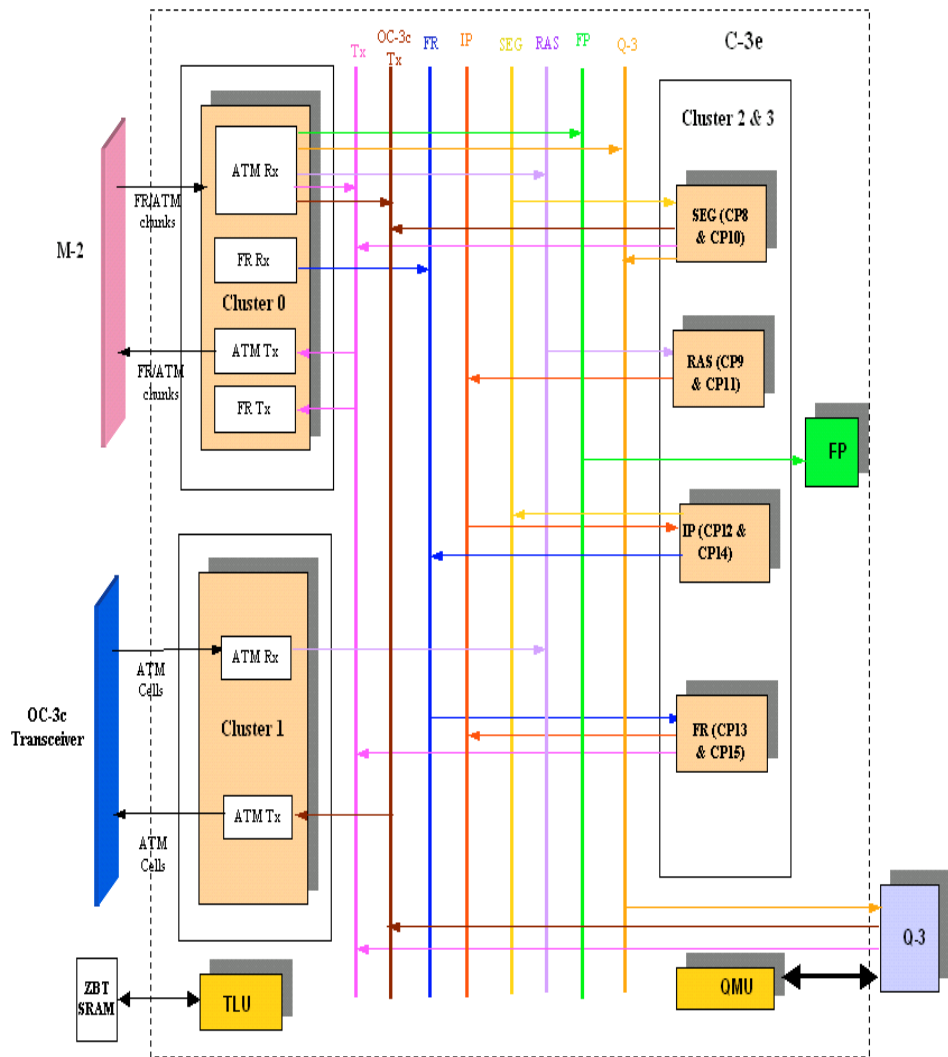 Tx
OC-3c
Tx
FR
IP
SEG
RAS
FP
Q-3
C-3e
Cluster 2 & 3
ATM Rx
FR/ATM
chunks
M-2
FR Rx
Cluster 0
ATM Tx
FR/ATM
chunks
FR Tx
SEG (CP8
& CP10)
RAS (CP9
& CP11)
FP
IP (CP12 &
CP14)
ATM Rx
ATM
Cells
OC-3c
Transceiver
Cluster 1
FR (CP13
& CP15)
ATM Tx
ATM
Cells
Q-3
ZBT
SRAM
TLU
QMU